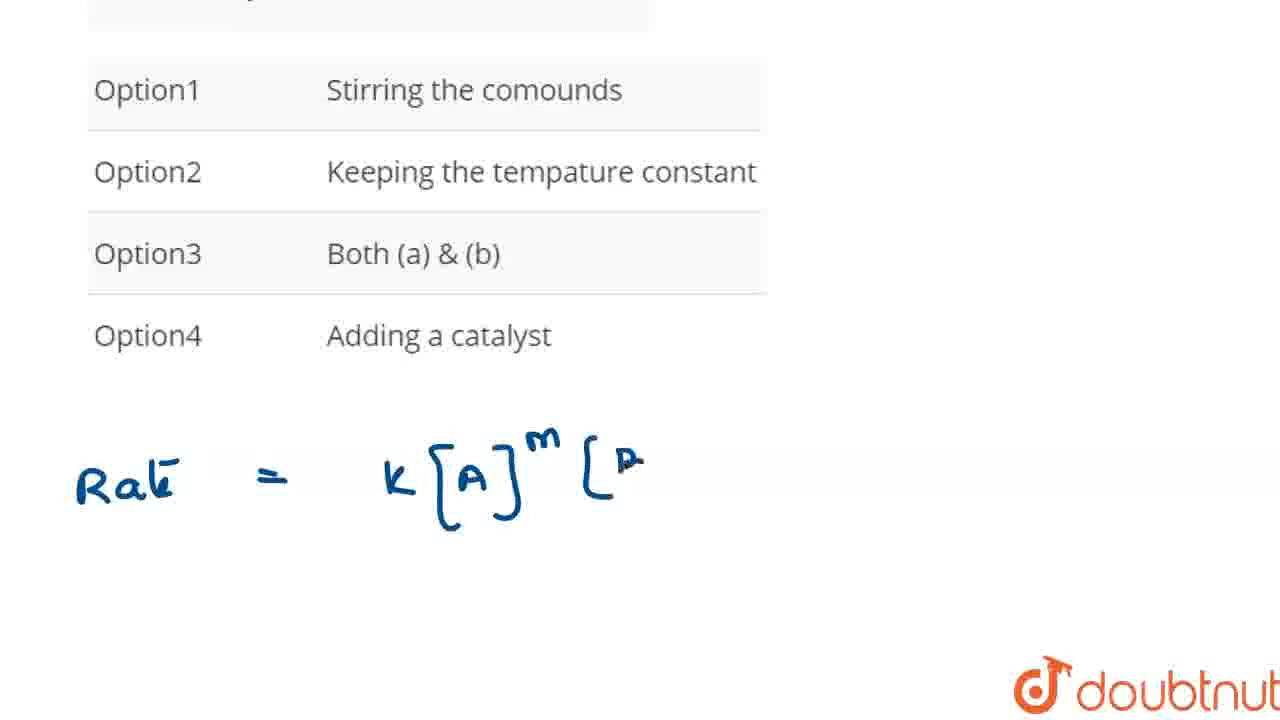 Option1 Stirring the comounds
Option2 Keeping the tempature constant
Option3 Both (a) & (b)
Option4 Adding a catalyst
Rate = K[A]^m [
doubtnut